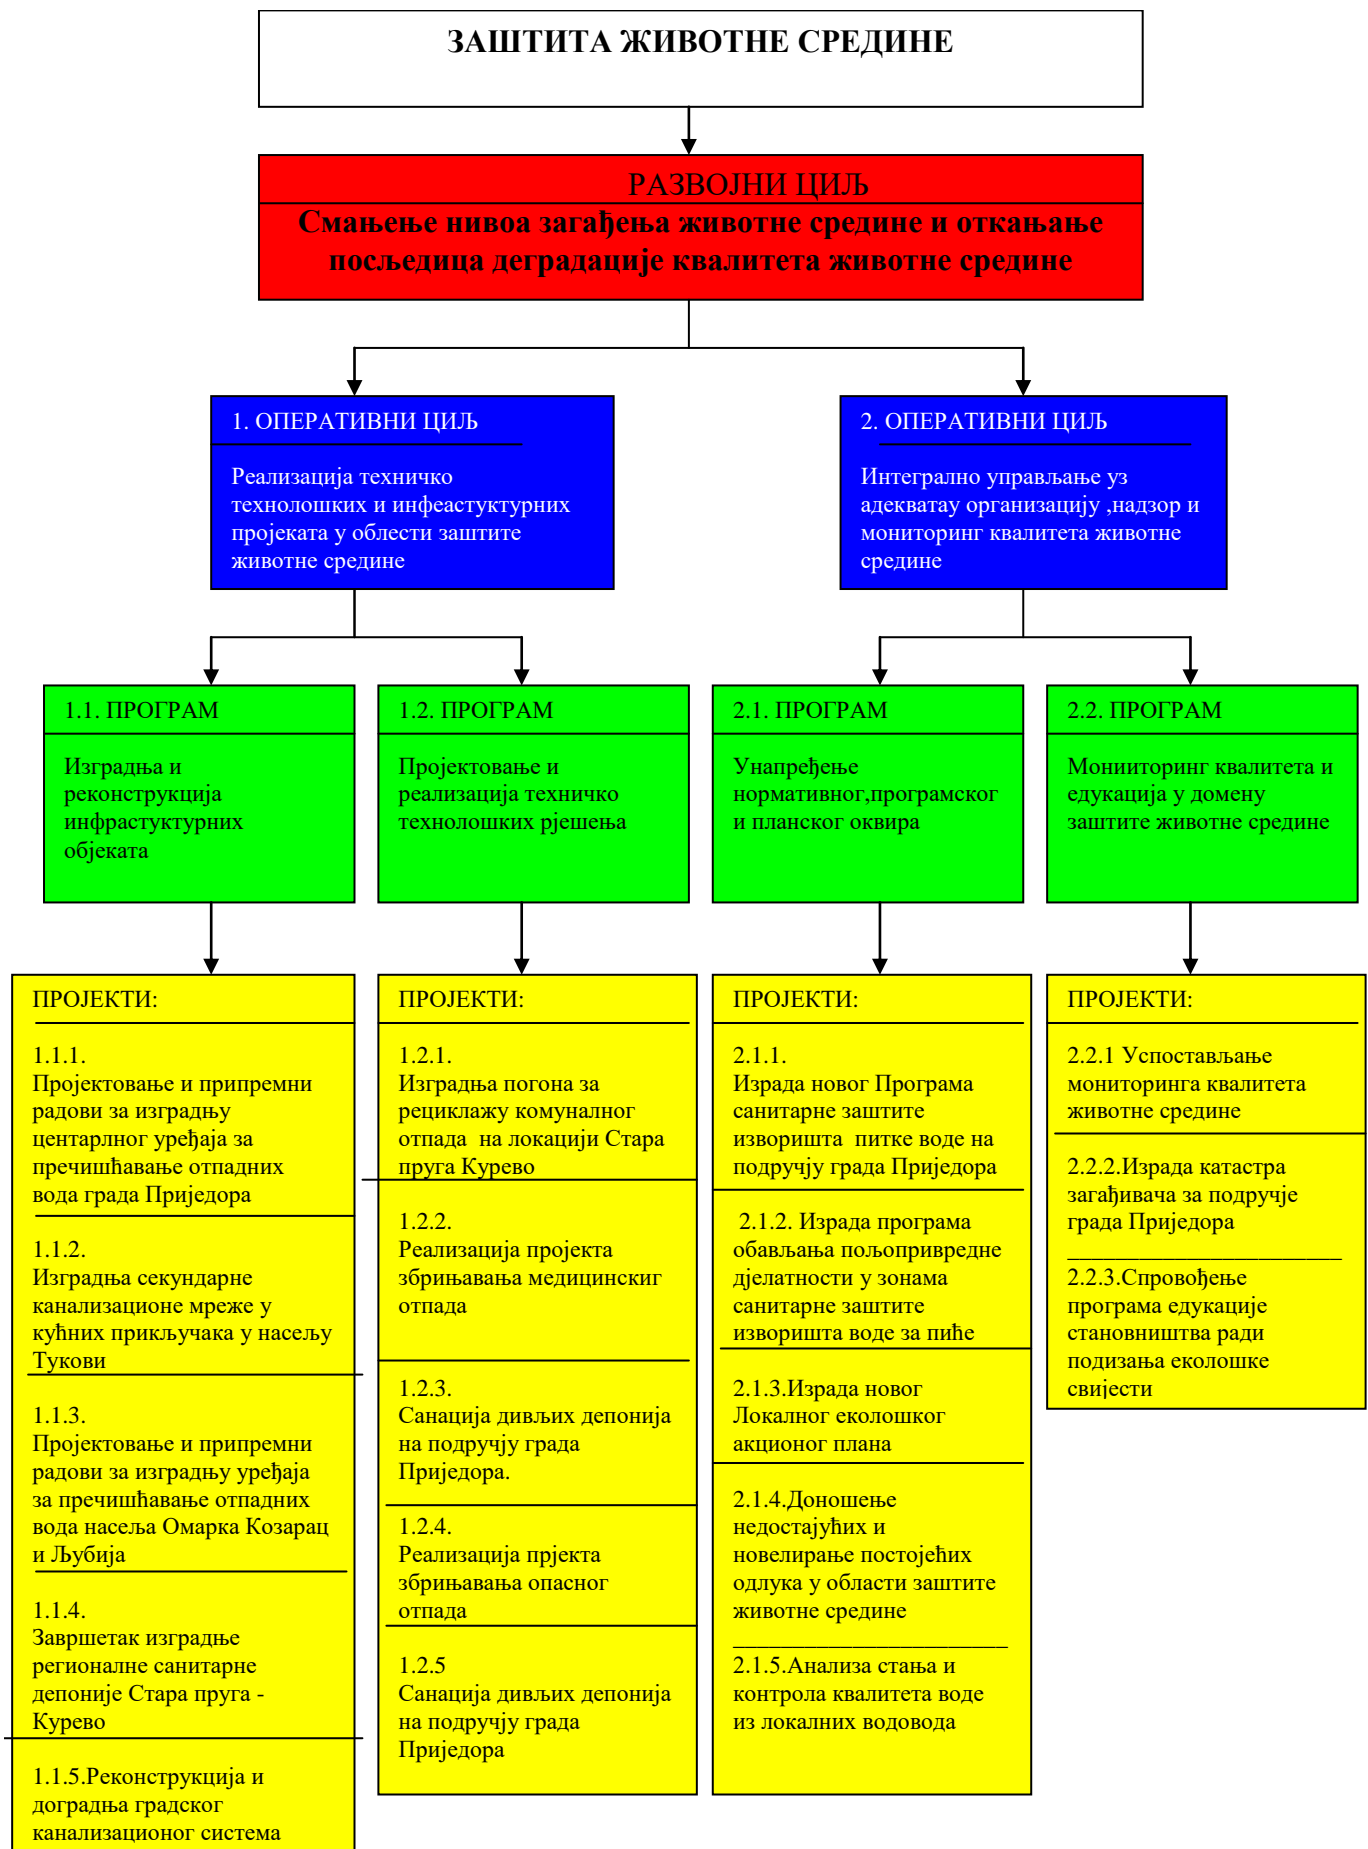 ЗАШТИТА ЖИВОТНЕ СРЕДИНЕ
РАЗВОЈНИ ЦИЉ
Смањење нивоа загађења животне средине и откањање
посљедица деградације квалитета животне средине
1. ОПЕРАТИВНИ ЦИЉ
Реализација техничко
технолошких и инфеастуктурних
пројеката у облести заштите
животне средине
2. ОПЕРАТИВНИ ЦИЉ
Интегрално управљање уз
адекватау организацију ,надзор и
мониторинг квалитета животне
средине
1.1. ПРОГРАМ
Изградња и
реконструкција
инфрастуктурних
објеката
1.2. ПРОГРАМ
Пројектовање и
реализација техничко
технолошких рјешења
2.1. ПРОГРАМ
Унапређење
нормативног,програмског
и планског оквира
2.2. ПРОГРАМ
Монииторинг квалитета и
едукација у домену
заштите животне средине
ПРОЈЕКТИ:
1.1.1.
Пројектовање и припремни
радови за изградњу
центарлног уређаја за
пречишћавање отпадних
вода града Приједора
1.1.2.
Изградња секундарне
канализационе мреже у
кућних прикључака у насељу
Тукови
1.1.3.
Пројектовање и припремни
радови за изградњу уређаја
за пречишћавање отпадних
вода насеља Омарка Козарац
и Љубија
1.1.4.
Завршетак изградње
регионалне санитарне
депоније Стара пруга -
Курево
1.1.5.Реконструкција и
доградња градског
канализационог система
ПРОЈЕКТИ:
1.2.1.
Изградња погона за
рециклажу комуналног
отпада на локацији Стара
пруга Курево
1.2.2.
Реализација пројекта
збрињавања медицинскиг
отпада
1.2.3.
Санација дивљих депонија
на подручју града
Приједора.
1.2.4.
Реализација прјекта
збрињавања опасног
отпада
1.2.5
Санација дивљих депонија
на подручју града
Приједора
ПРОЈЕКТИ:
2.1.1.
Израда новог Програма
санитарне заштите
изворишта питке воде на
подручју града Приједора
2.1.2. Израда програма
обављања пољопривредне
дјелатности у зонама
санитарне заштите
изворишта воде за пиће
2.1.3.Израда новог
Локалног еколошког
акционог плана
2.1.4.Доношење
недостајућих и
новелирање постојећих
одлука у области заштите
животне средине
2.1.5.Анализа стања и
контрола квалитета воде
из локалних водовода
ПРОЈЕКТИ:
2.2.1 Успостављање
мониторинга квалитета
животне средине
2.2.2.Израда катастра
загађивача за подручје
града Приједора
2.2.3.Спровођење
програма едукације
становништва ради
подизања еколошке
свијести